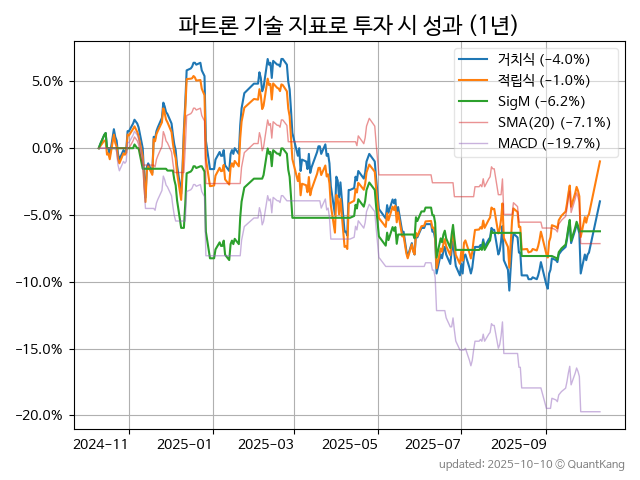 파트론 기술 지표로 투자 시 성과 (1년)
거치식 (−4.0%)
적립식 (−1.0%)
SigM (−6.2%)
SMA(20) (−7.1%)
MACD (−19.7%)
5.0%
0.0%
−5.0%
−10.0%
−15.0%
−20.0%
2024-11
2025-01
2025-03
2025-05
2025-07
2025-09
updated: 2025-10-10 © QuantKang